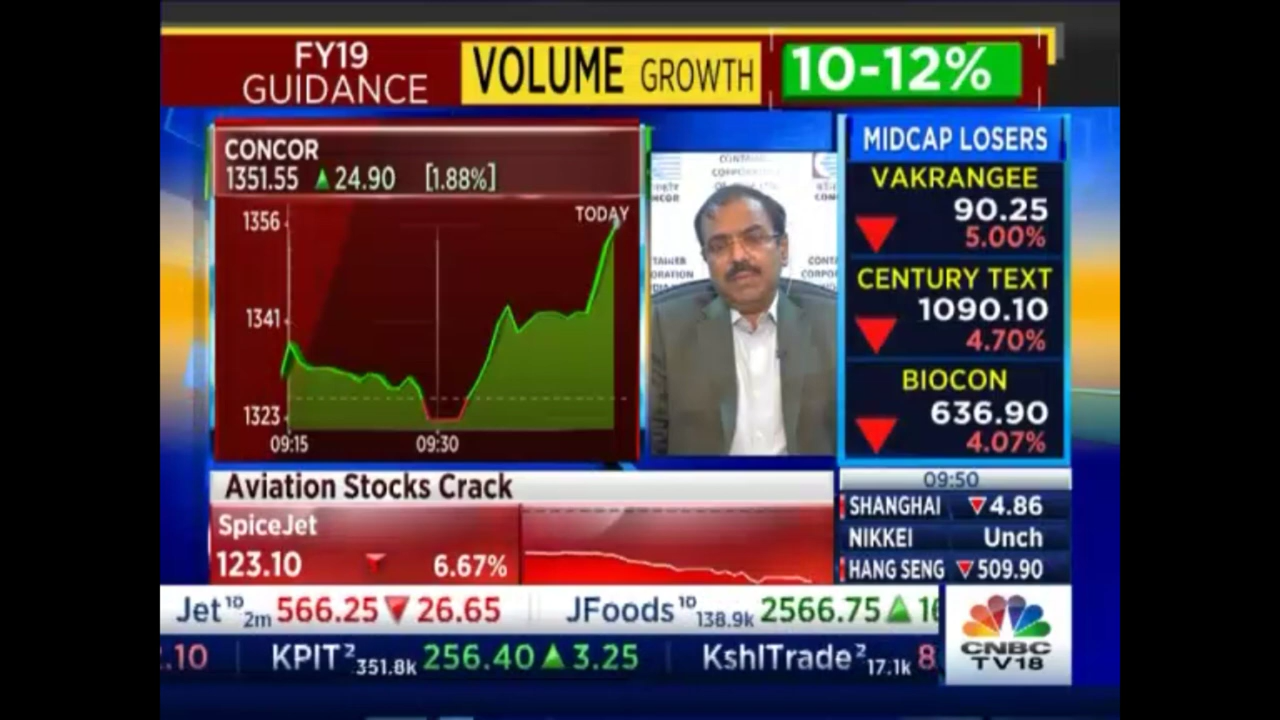 FY19
GUIDANCE
VOLUME GROWTH
10-12%
CONCOR
1351.55 ▲ 24.90 [1.88%]
TODAY
1356
1341
1323
09:15 09:30
MIDCAP LOSERS
VAKRANGEE
90.25
5.00%
CENTURY TEXT
1090.10
4.70%
BIOCON
636.90
4.07%
Aviation Stocks Crack
SpiceJet
123.10 ▼ 6.67%
09:50
SHANGHAI ▼4.86
NIKKEI Unch
HANG SENG ▼509.90
Jet 1D 2m 566.25 ▼ 26.65 JFoods 1D 138.9k 2566.75 ▲
.10 KPIT 2 351.8k 256.40 ▲ 3.25 KshlTrade 2 17.1k 8
CNBC
TV18